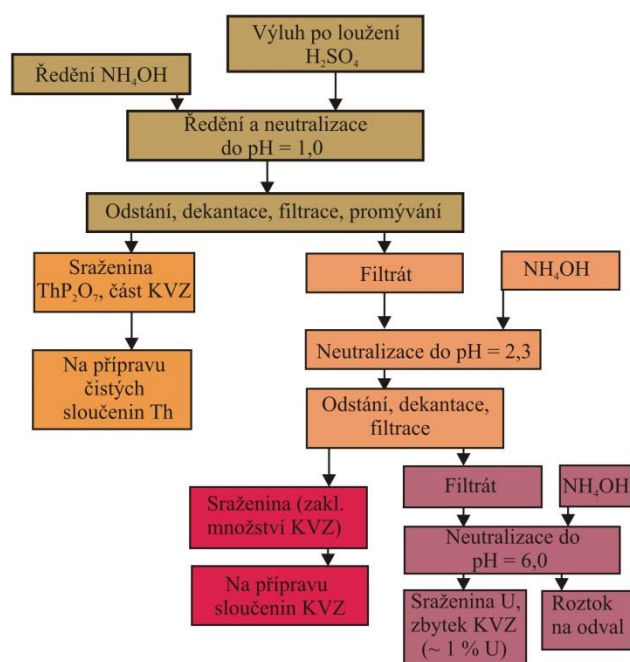 Výluh po loužení
H₂SO₄
Ředění NH₄OH
Ředění a neutralizace
do pH = 1,0
Odstání, dekantace, filtrace, promývání
Sraženina
ThP₂O₇, část KVZ
Filtrát
NH₄OH
Na přípravu
čistých
sloučenin Th
Neutralizace do pH = 2,3
Odstání, dekantace,
filtrace
Sraženina (zakl.
množství KVZ)
Filtrát
NH₄OH
Na přípravu
sloučenin KVZ
Neutralizace do
pH = 6,0
Sraženina U,
zbytek KVZ
(~ 1 % U)
Roztok
na odval